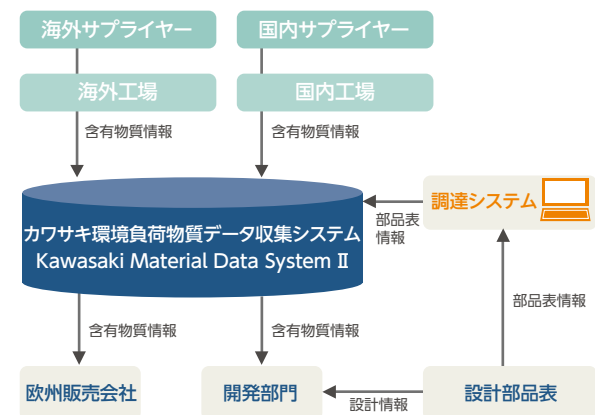 海外サプライヤー
国内サプライヤー
海外工場
国内工場
含有物質情報
含有物質情報
カワサキ環境負荷物質データ収集システム
Kawasaki Material Data System Ⅱ
調達システム
部品表
情報
部品表情報
含有物質情報
含有物質情報
欧州販売会社
開発部門
設計情報
設計部品表